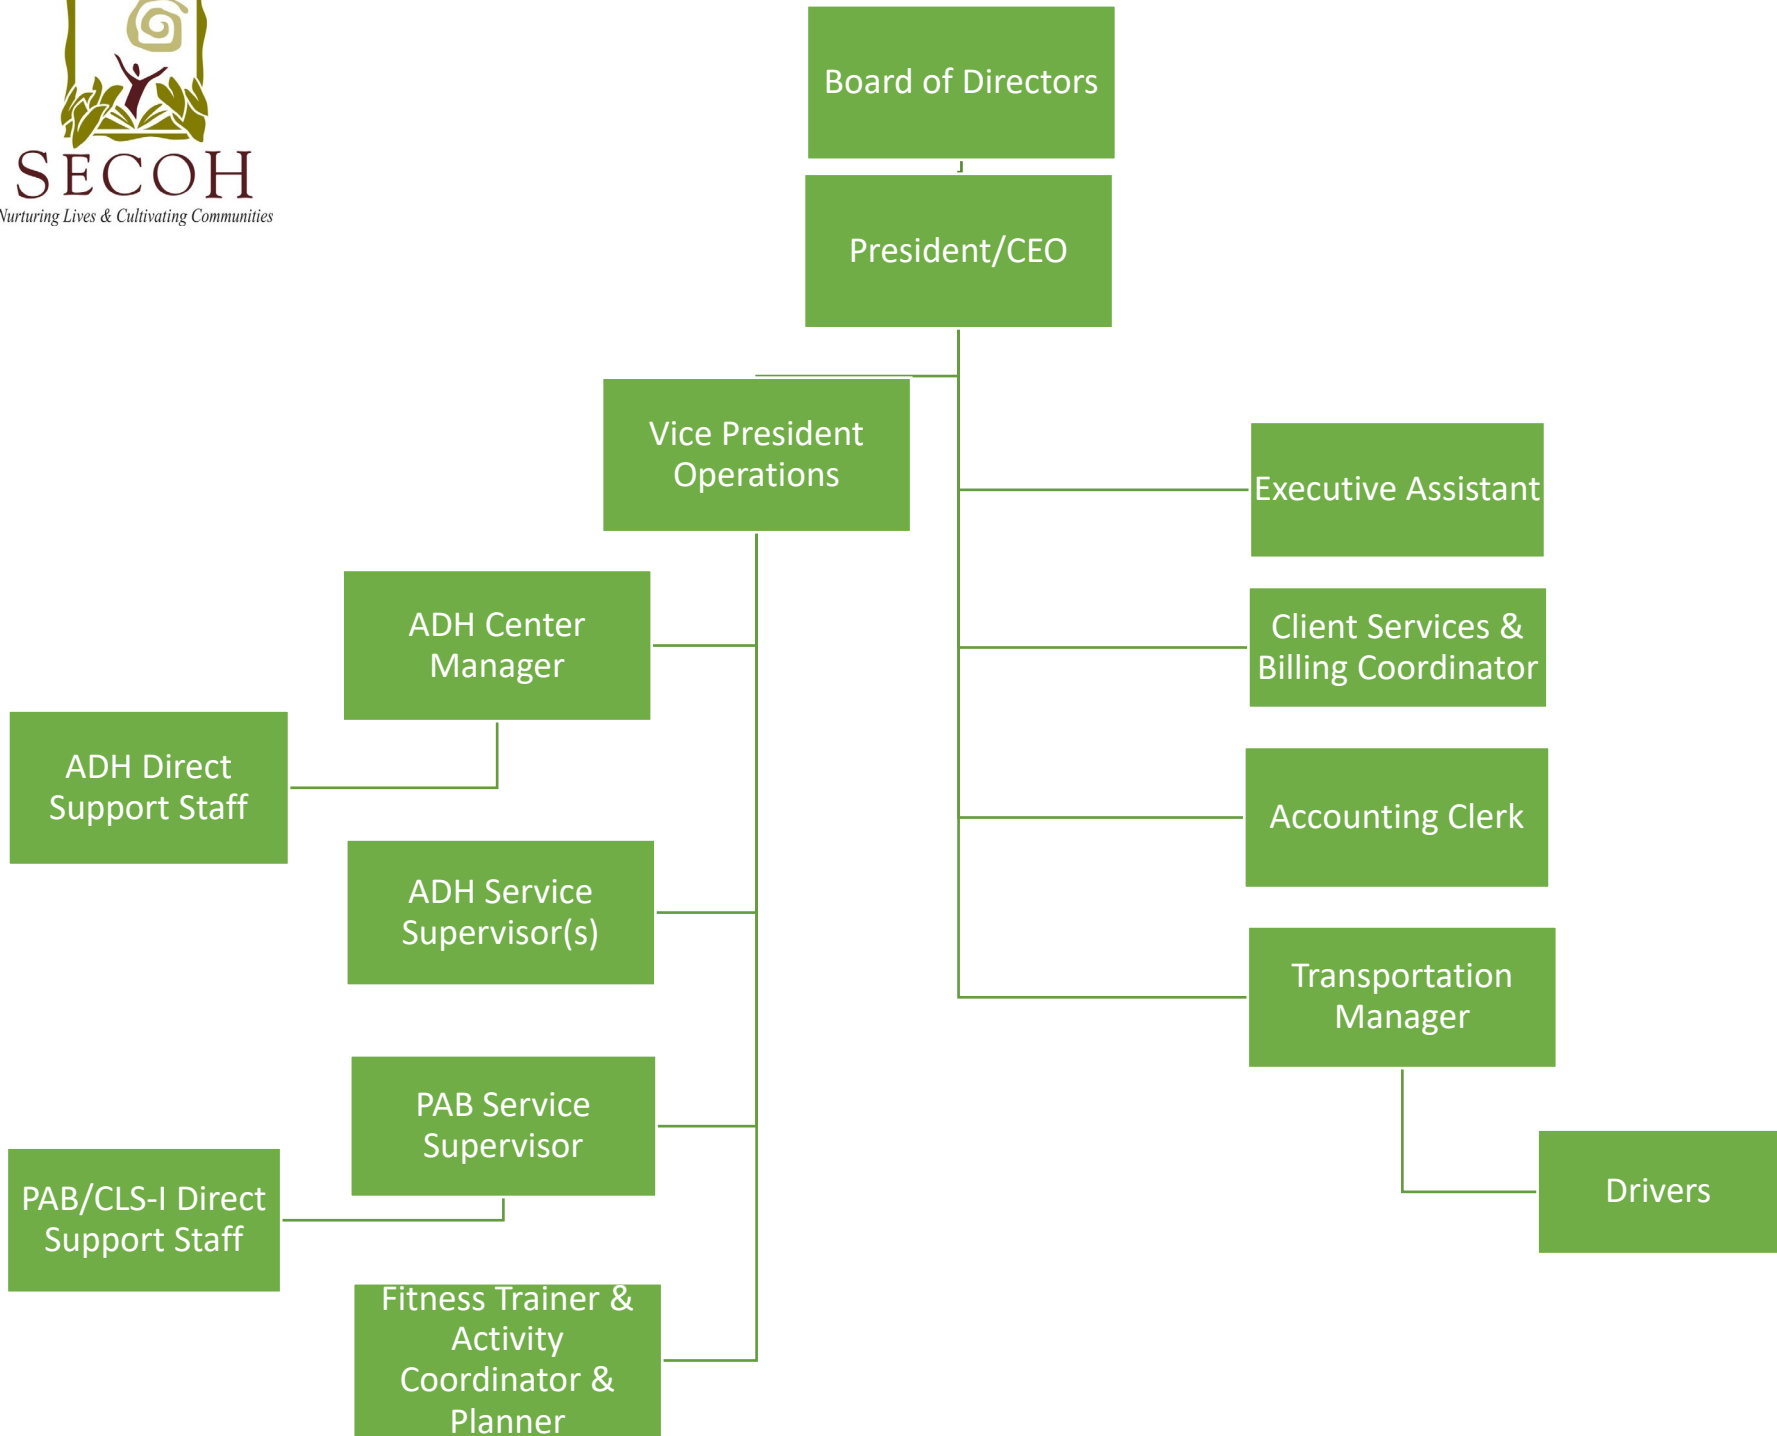 SECOH
Nurturing Lives & Cultivating Communities
Board of Directors
President/CEO
Vice President
Operations
Executive Assistant
ADH Center
Manager
Client Services &
Billing Coordinator
ADH Direct
Support Staff
Accounting Clerk
ADH Service
Supervisor(s)
Transportation
Manager
PAB Service
Supervisor
PAB/CLS-I Direct
Support Staff
Drivers
Fitness Trainer &
Activity
Coordinator &
Planner